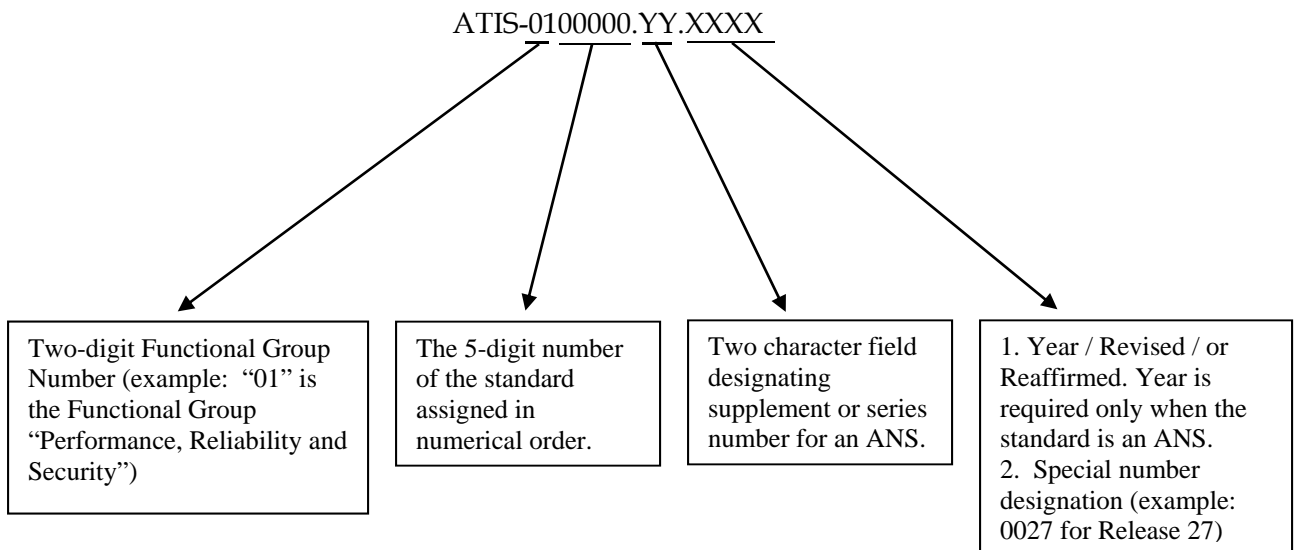 ATIS-0100000.YY.XXXX
Two-digit Functional Group
Number (example: “01” is
the Functional Group
“Performance, Reliability and
Security”)
The 5-digit number
of the standard
assigned in
numerical order.
Two character field
designating
supplement or series
number for an ANS.
1. Year / Revised / or
Reaffirmed. Year is
required only when the
standard is an ANS.
2. Special number
designation (example:
0027 for Release 27)